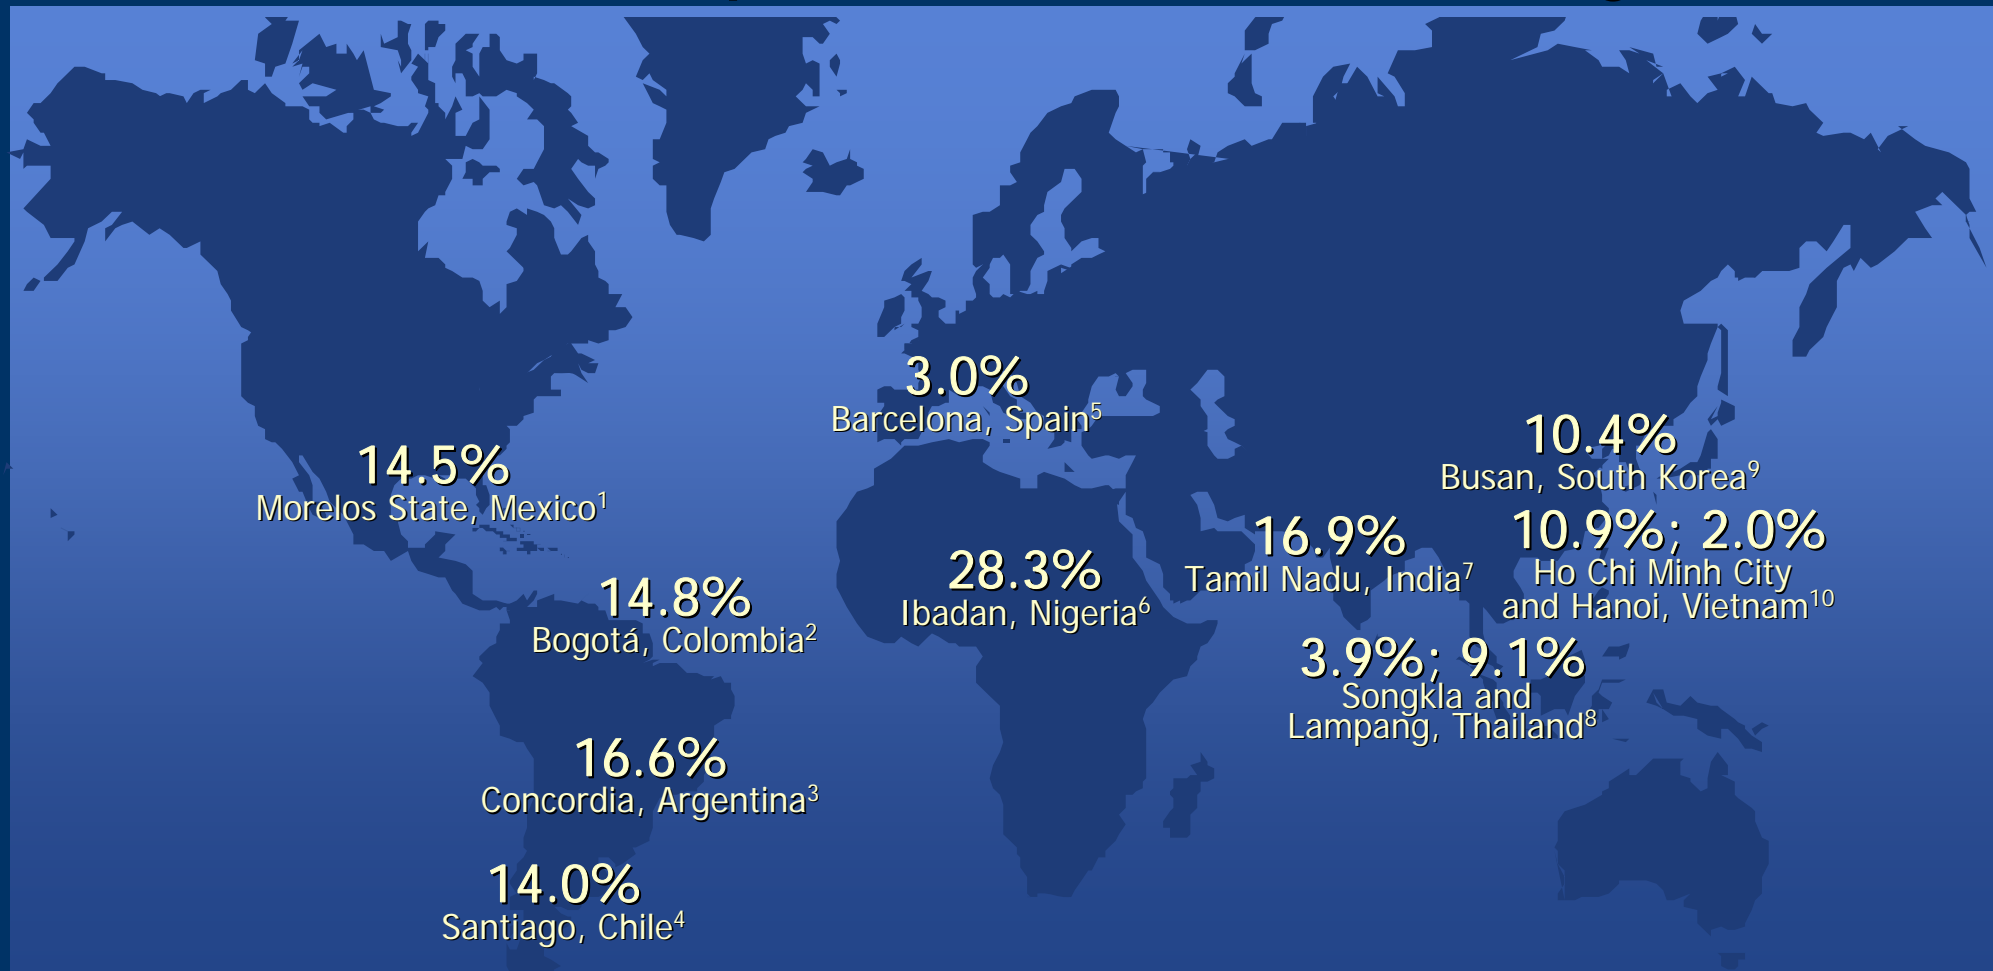 3.0%
Barcelona, Spain5
10.4%
Busan, South Korea9
14.5%
Morelos State, Mexico1
16.9%
Tamil Nadu, India7
10.9%; 2.0%
Ho Chi Minh City
and Hanoi, Vietnam10
28.3%
Ibadan, Nigeria6
14.8%
Bogotá, Colombia2
3.9%; 9.1%
Songkla and
Lampang, Thailand8
16.6%
Concordia, Argentina3
14.0%
Santiago, Chile4